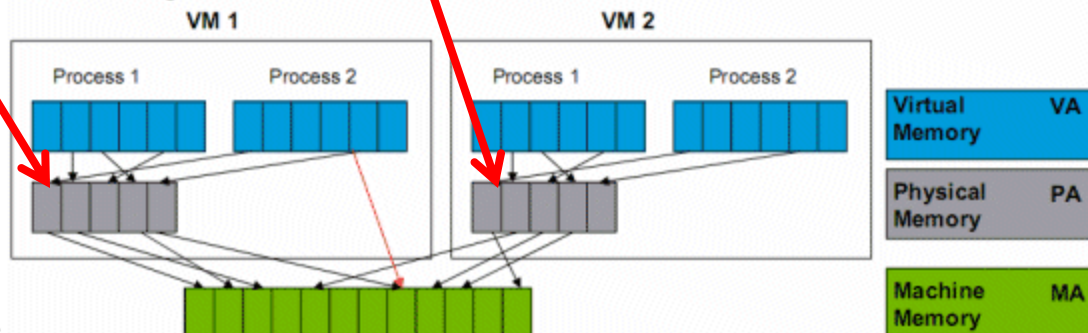 VM 1
VM 2
Process 1
Process 2
Process 1
Process 2
Virtual Memory VA
Physical Memory PA
Machine Memory MA